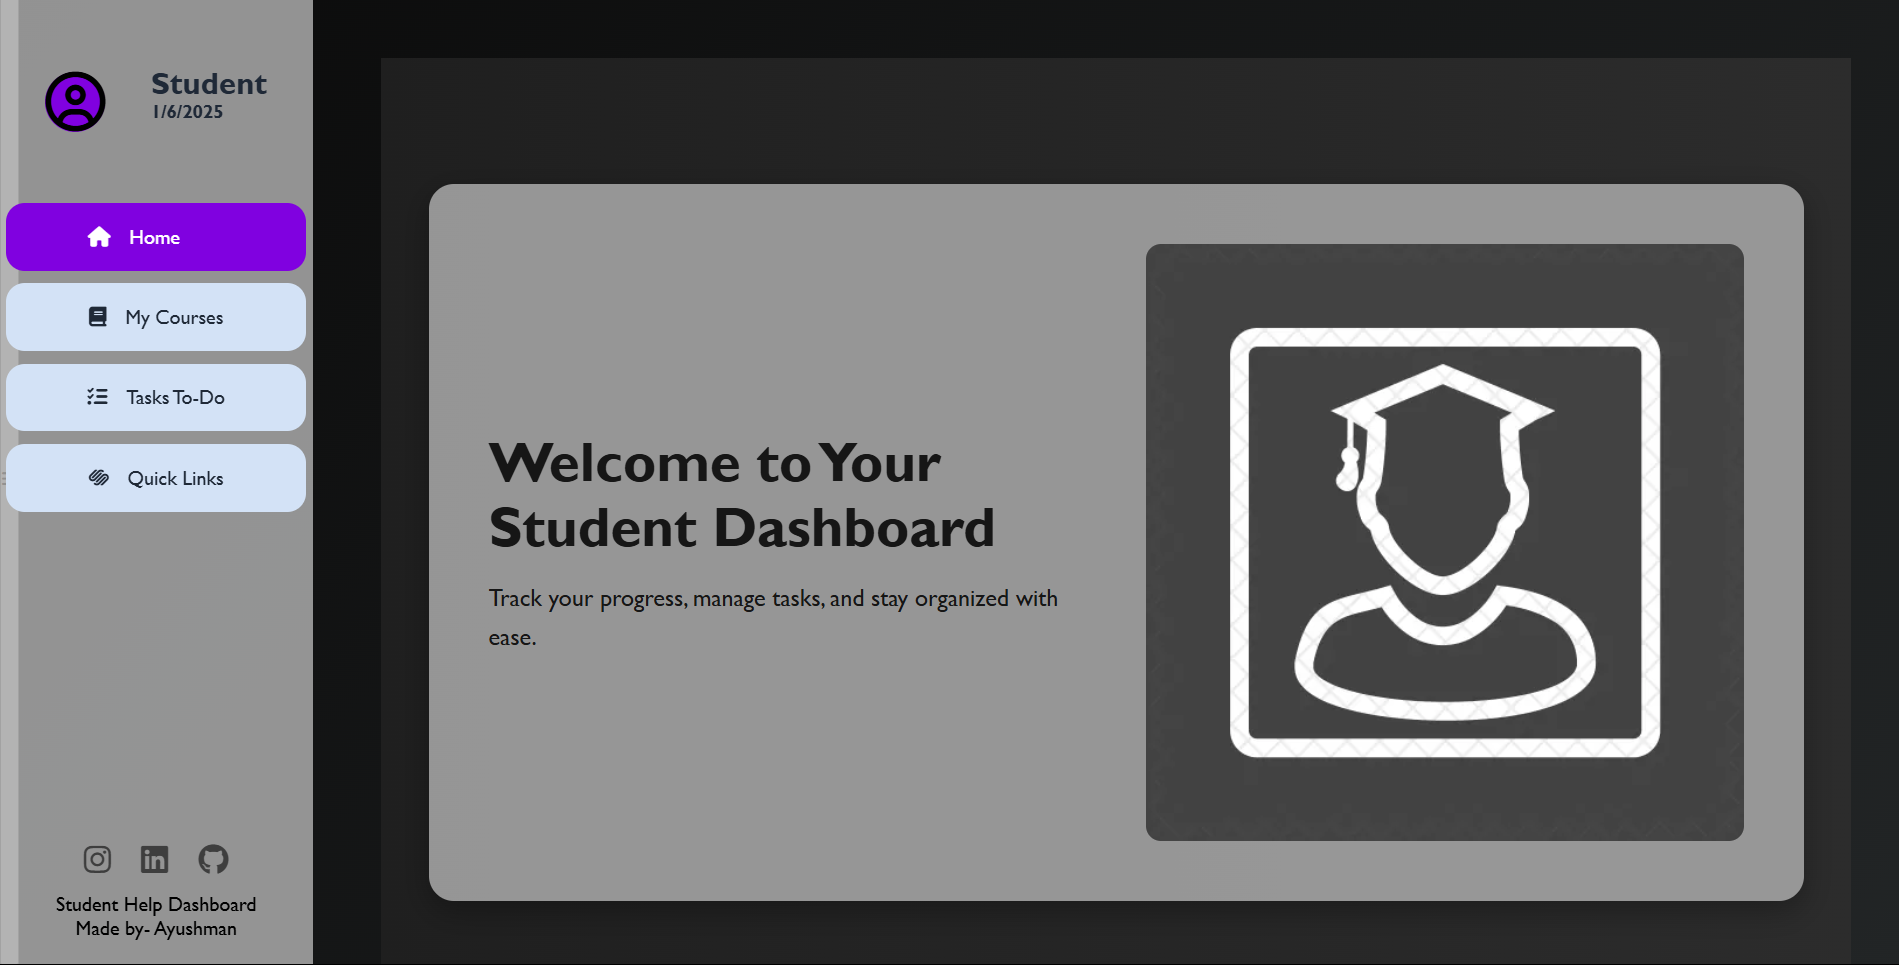 Student
1/6/2025
Home
My Courses
Tasks To-Do
Quick Links
Student Help Dashboard
Made by- Ayushman
Welcome to Your
Student Dashboard
Track your progress, manage tasks, and stay organized with
ease.